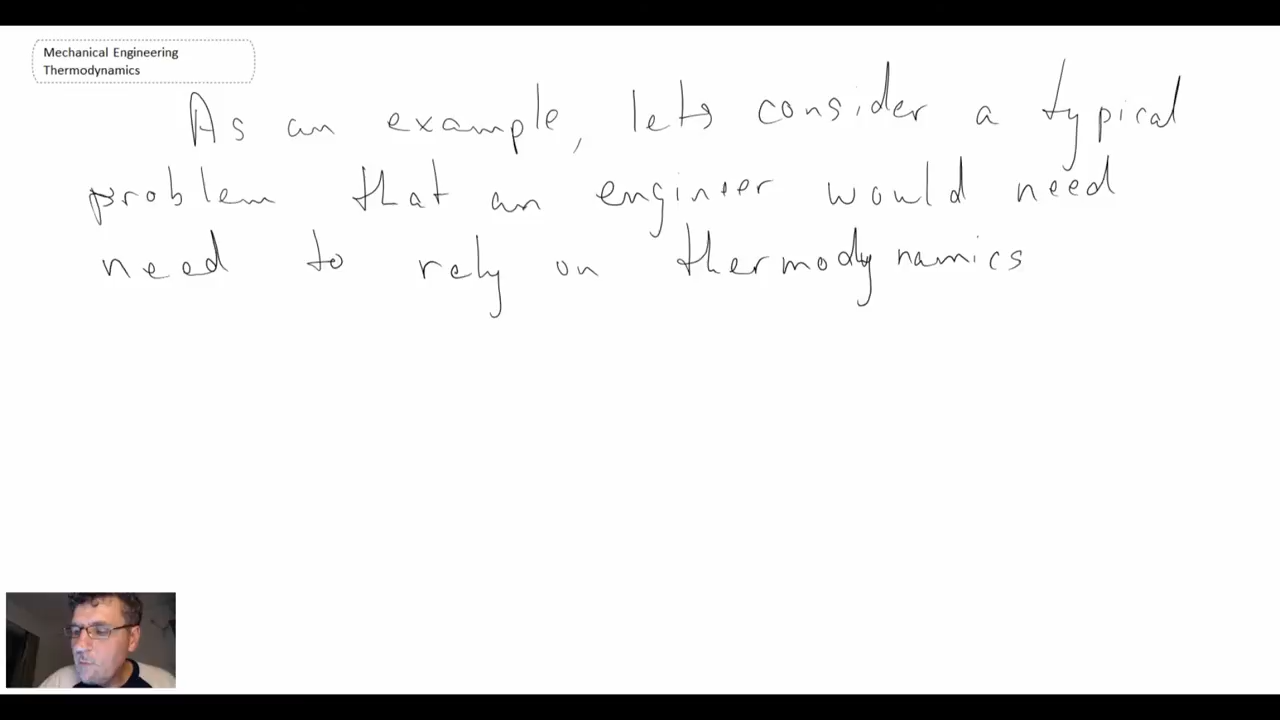 Mechanical Engineering
Thermodynamics
As an example, lets consider a typical
problem that an engineer would need
need to rely on thermodynamics